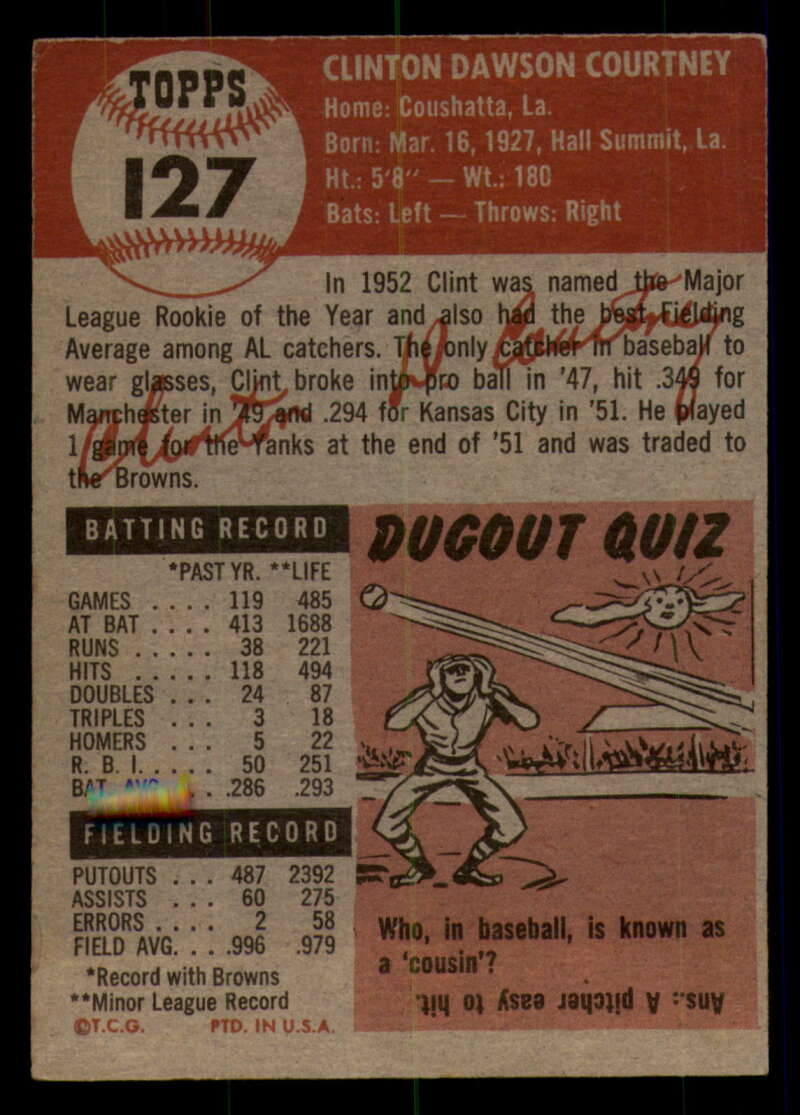 TOPPS
127
CLINTON DAWSON COURTNEY
Home: Coushatta, La.
Born: Mar. 16, 1927, Hall Summit, La.
Ht.: 5'8" — Wt.: 180
Bats: Left — Throws: Right
In 1952 Clint was named the Major
League Rookie of the Year and also had the best Fielding
Average among AL catchers. The only catcher in baseball to
wear glasses, Clint broke into pro ball in '47, hit .349 for
Manchester in '49 and .294 for Kansas City in '51. He played
1 game for the Yanks at the end of '51 and was traded to
the Browns.
BATTING RECORD
*PAST YR. **LIFE
GAMES . . . . 119 485
AT BAT . . . . 413 1688
RUNS . . . . . 38 221
HITS . . . . . 118 494
DOUBLES . . . 24 87
TRIPLES . . . 3 18
HOMERS . . . 5 22
R. B. I. . . . . 50 251
BAT. AVG. . . .286 .293
FIELDING RECORD
PUTOUTS . . . 487 2392
ASSISTS . . . 60 275
ERRORS . . . . 2 58
FIELD AVG. . . .996 .979
*Record with Browns
**Minor League Record
©T.C.G. PTD. IN U.S.A.
DUGOUT QUIZ
Who, in baseball, is known as
a 'cousin'?
Ans.: A pitcher easy to hit.